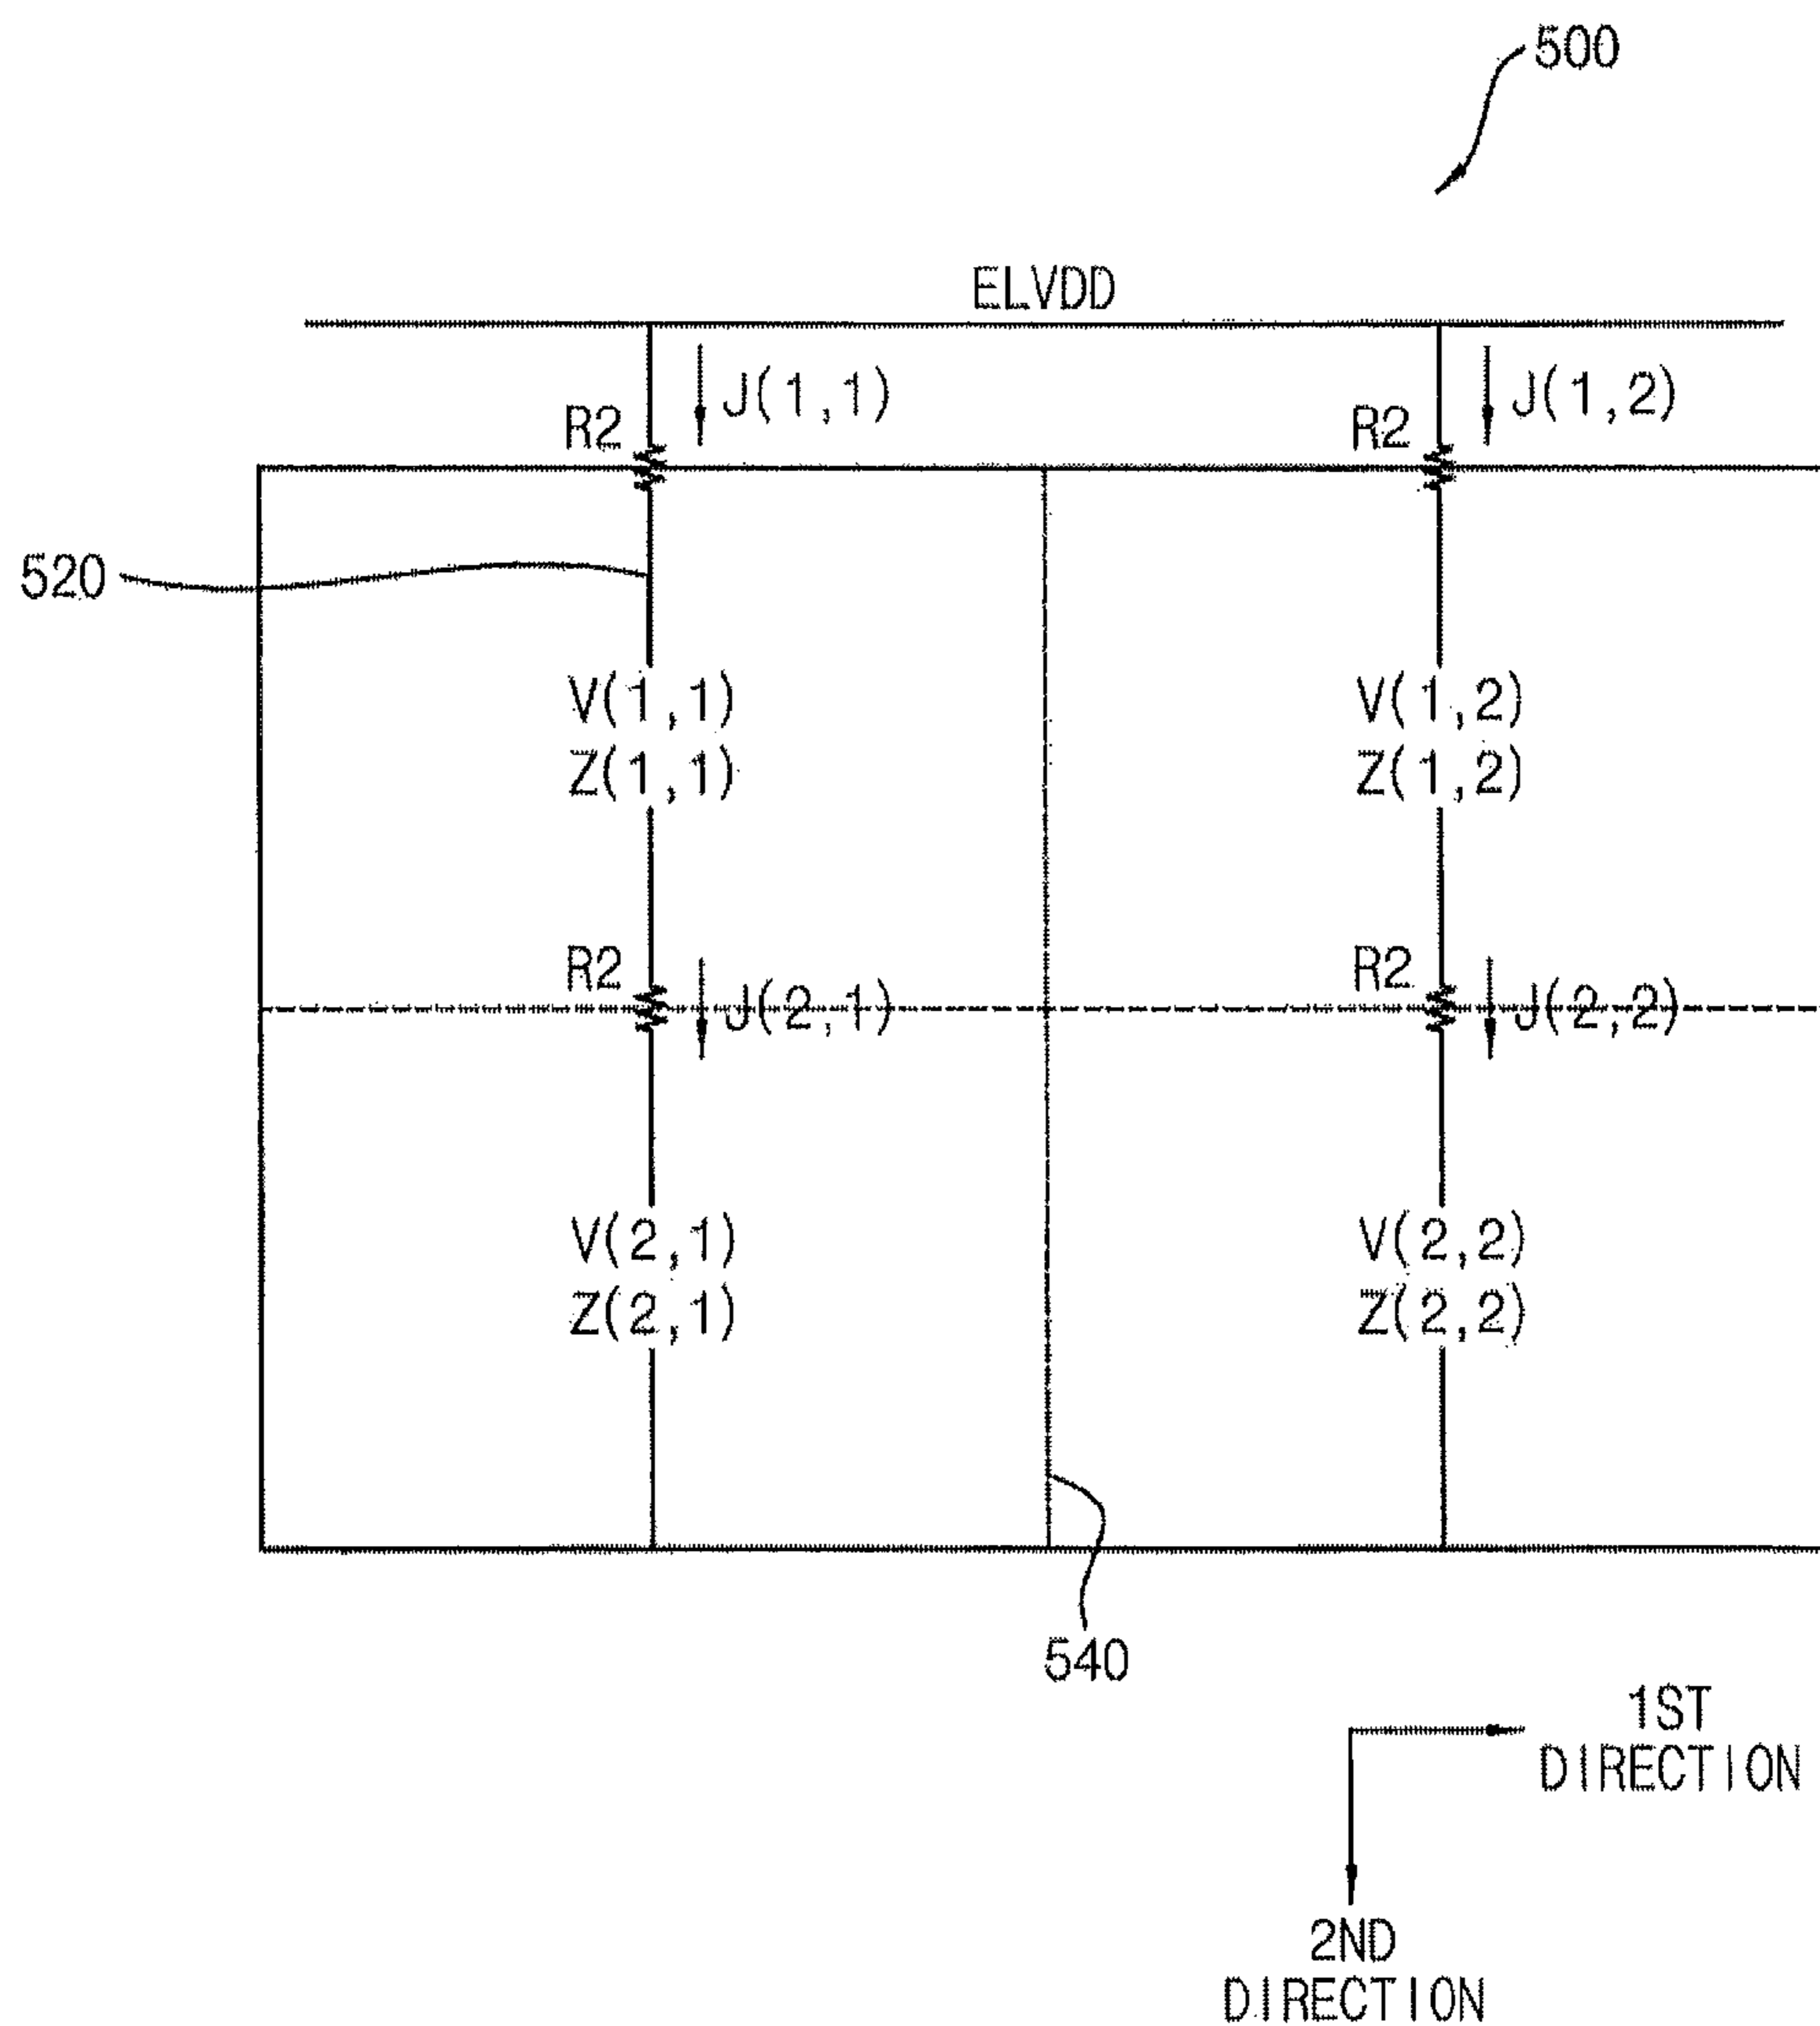 500
ELVDD
J(1,1)
J(1,2)
R2
R2
520
V(1,1)
Z(1,1)
V(1,2)
Z(1,2)
R2
J(2,1)
R2
J(2,2)
V(2,1)
Z(2,1)
V(2,2)
Z(2,2)
540
1ST
DIRECTION
2ND
DIRECTION